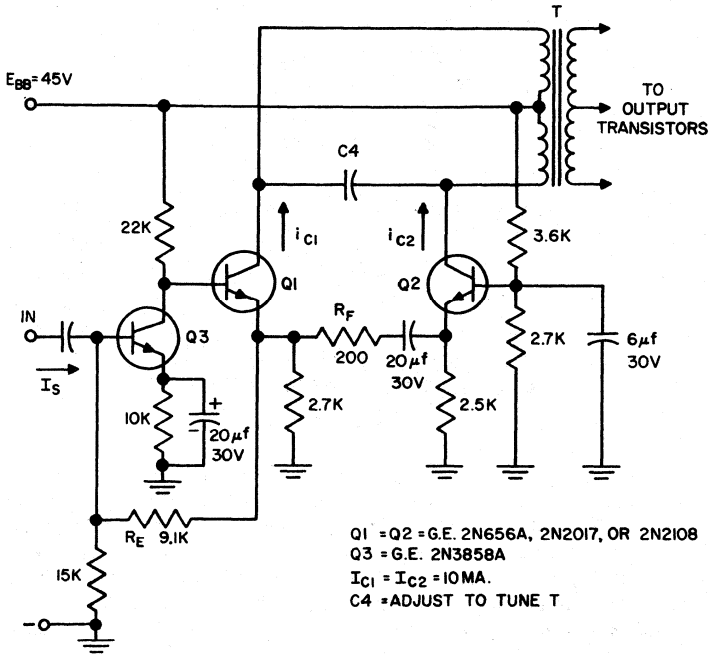 T
E_BB=45V
TO
OUTPUT
TRANSISTORS
C4
22K
i_C1
i_C2
3.6K
Q1
Q2
IN
R_F
Q3
200
20μf
30V
2.7K
6μf
30V
I_S
+
10K
−
20μf
30V
2.7K
2.5K
R_E
9.1K
15K
−
Q1 = Q2 = G.E. 2N656A, 2N2017, OR 2N2108
Q3 = G.E. 2N3858A
I_C1 = I_C2 = 10 MA.
C4 = ADJUST TO TUNE T